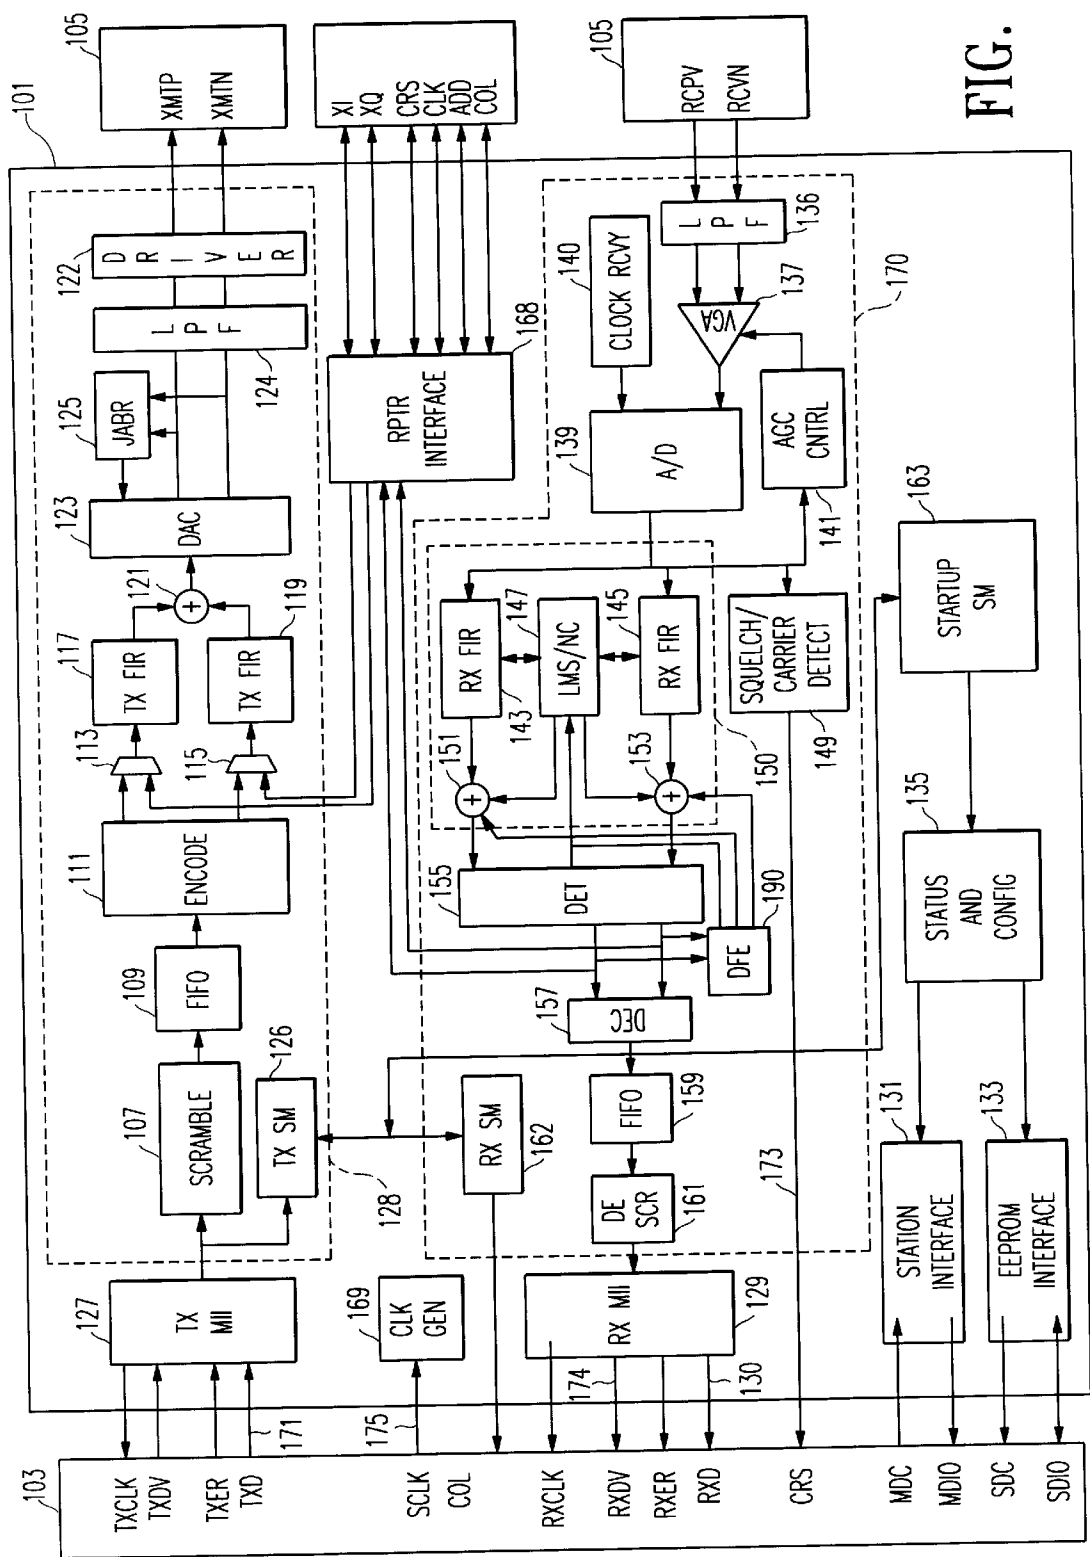 FIG.
101
103
TXCLK
TXDV
TXER
TXD
171
127
TX
MII
107
SCRAMBLE
109
FIFO
126
TX SM
128
111
ENCODE
113
115
117
TX FIR
119
TX FIR
121
+
123
DAC
125
JABR
124
LPF
122
DRIVER
105
XMTP
XMTN
SCLK
COL
175
169
CLK
GEN
168
RPTR
INTERFACE
XI
XQ
CRS
CLK
ADD
COL
RXCLK
RXDV
RXER
RXD
174
130
129
RX MII
162
RX SM
161
DE
SCR
159
FIFO
157
DEC
155
DET
190
DFE
151
+
153
+
143
RX FIR
147
LMS/NC
145
RX FIR
150
149
SQUELCH/
CARRIER
DETECT
139
A/D
140
CLOCK RCVY
141
AGC
CNTRL
137
VGA
136
LPF
170
105
RCPV
RCVN
CRS
173
MDC
MDIO
SDC
SDIO
131
STATION
INTERFACE
133
EEPROM
INTERFACE
135
STATUS
AND
CONFIG
163
STARTUP
SM